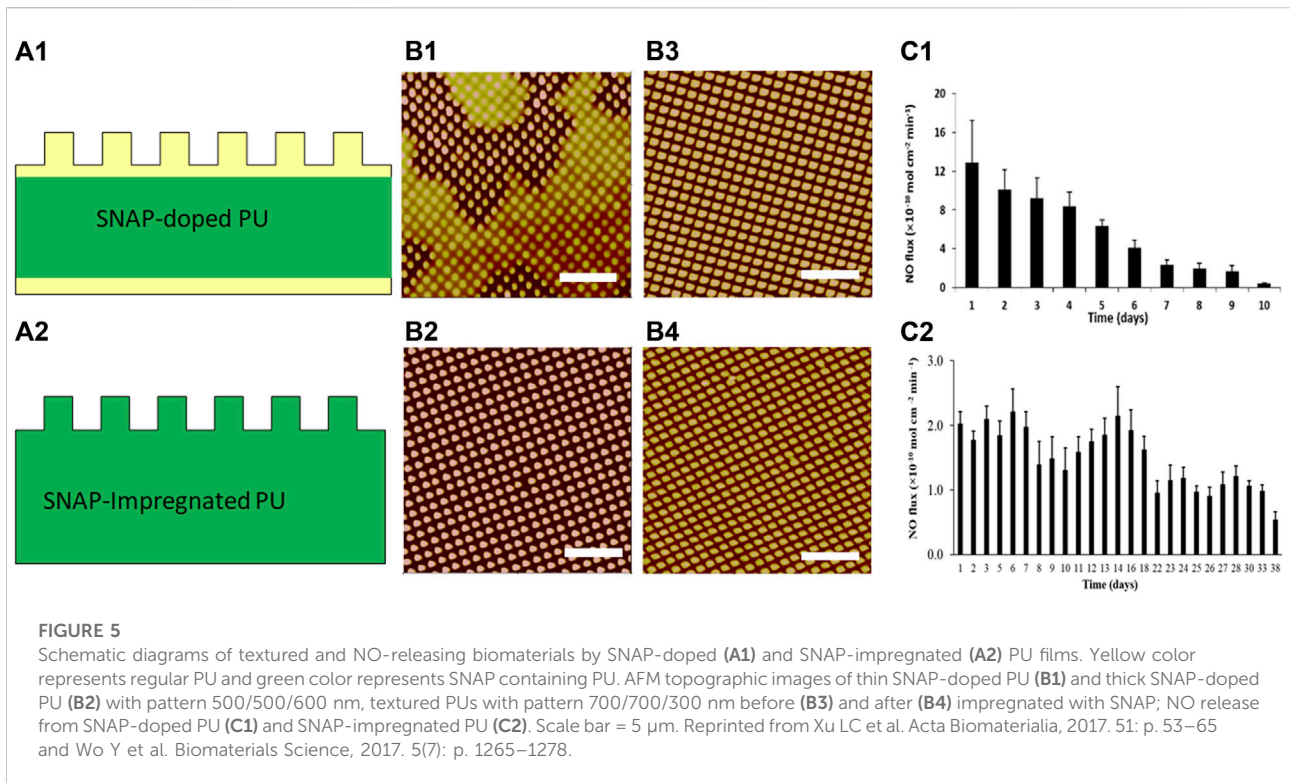 A1
B1
B3
C1
SNAP-doped PU
20
16
12
8
4
0
NO flux (×10⁻¹⁰ mol cm⁻² min⁻¹)
1 2 3 4 5 6 7 8 9 10
Time (days)
A2
B2
B4
C2
SNAP-Impregnated PU
3.0
2.0
1.0
0.0
NO flux (×10⁻¹⁰ mol cm⁻² min⁻¹)
1 2 3 5 6 7 8 9 10 11 12 13 14 16 18 22 23 24 25 26 27 28 30 33 38
Time (days)
FIGURE 5
Schematic diagrams of textured and NO-releasing biomaterials by SNAP-doped (A1) and SNAP-impregnated (A2) PU films. Yellow color
represents regular PU and green color represents SNAP containing PU. AFM topographic images of thin SNAP-doped PU (B1) and thick SNAP-doped
PU (B2) with pattern 500/500/600 nm, textured PUs with pattern 700/700/300 nm before (B3) and after (B4) impregnated with SNAP; NO release
from SNAP-doped PU (C1) and SNAP-impregnated PU (C2). Scale bar = 5 µm. Reprinted from Xu LC et al. Acta Biomaterialia, 2017. 51: p. 53–65
and Wo Y et al. Biomaterials Science, 2017. 5(7): p. 1265–1278.